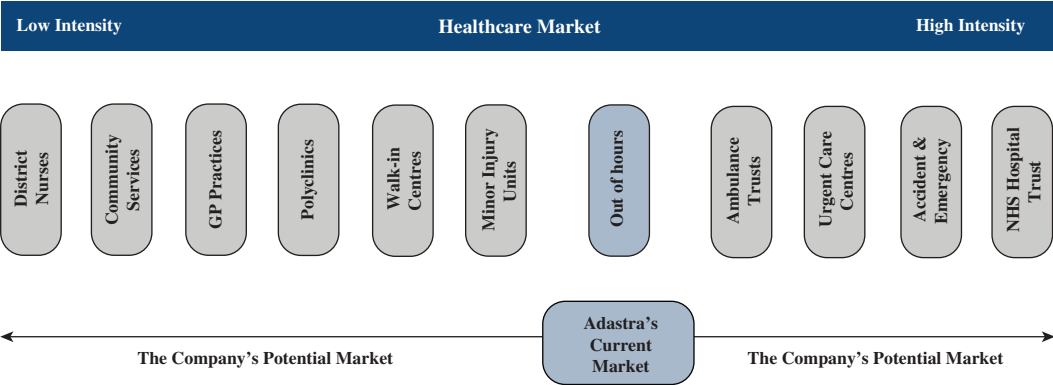 Low Intensity
Healthcare Market
High Intensity
District
Nurses
Community
Services
GP Practices
Polyclinics
Walk-in
Centres
Minor Injury
Units
Out of hours
Ambulance
Trusts
Urgent Care
Centres
Accident &
Emergency
NHS Hospital
Trust
Adastra's
Current
Market
The Company's Potential Market
The Company's Potential Market